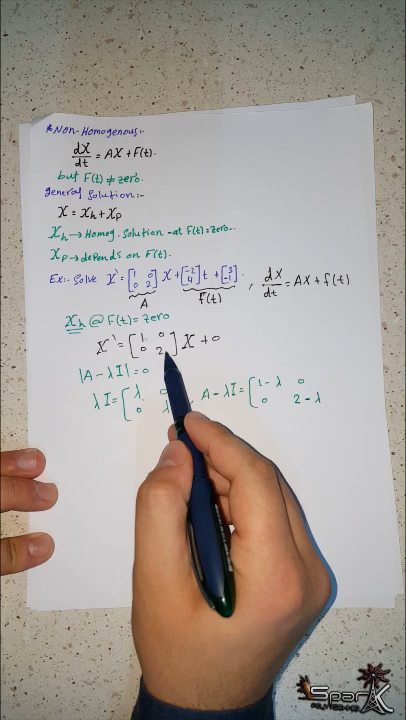 *Non-Homogenous:-
dX/dt = AX + F(t).
but F(t) ≠ zero.
general solution:-
X = Xh + Xp
Xh → Homog. Solution - at F(t) = zero..
Xp → depends on F(t).
Ex:- Solve X' = [1 0; 0 2] X + [-2; 4] t + [3; -1] , dX/dt = AX + f(t)
A F(t)
Xh @ F(t) = zero
X' = [1 0; 0 2] X + 0
|A - λI| = 0
λI = [λ 0; 0 λ] , A - λI = [1-λ 0; 0 2-λ]
Spark